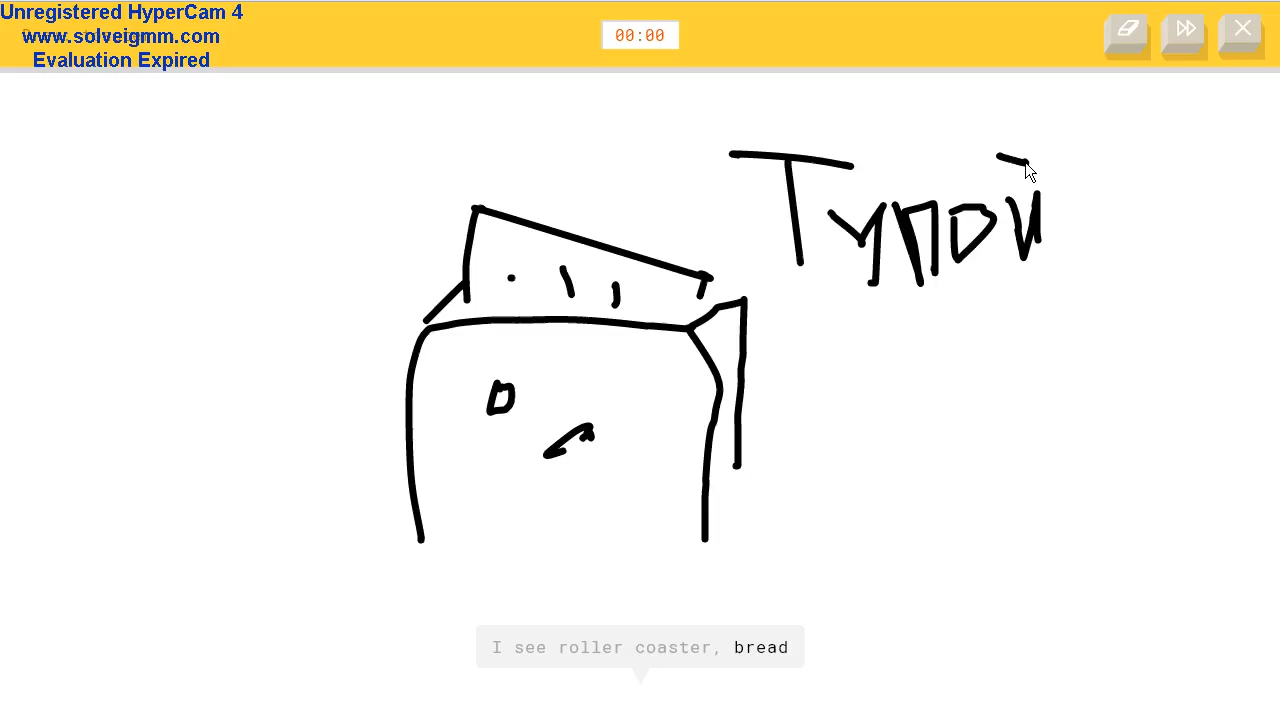 Unregistered HyperCam 4
www.solveigmm.com
Evaluation Expired
00:00
Тупой
I see roller coaster, bread